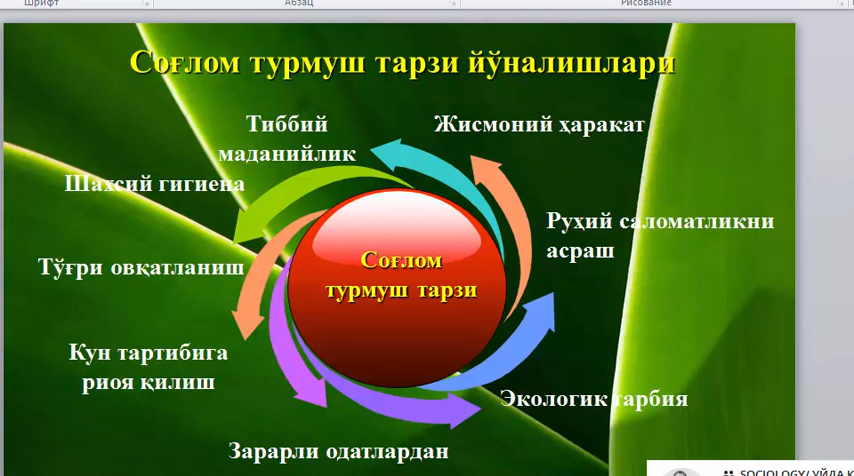 Шрифт
Абзац
Рисование
Соғлом турмуш тарзи йўналишлари
Тиббий
маданийлик
Жисмоний ҳаракат
Шахсий гигиена
Руҳий саломатликни
асраш
Соғлом
турмуш тарзи
Тўғри овқатланиш
Кун тартибига
риоя қилиш
Экологик тарбия
Зарарли одатлардан
SOCIOLOGY/ УЙДА К